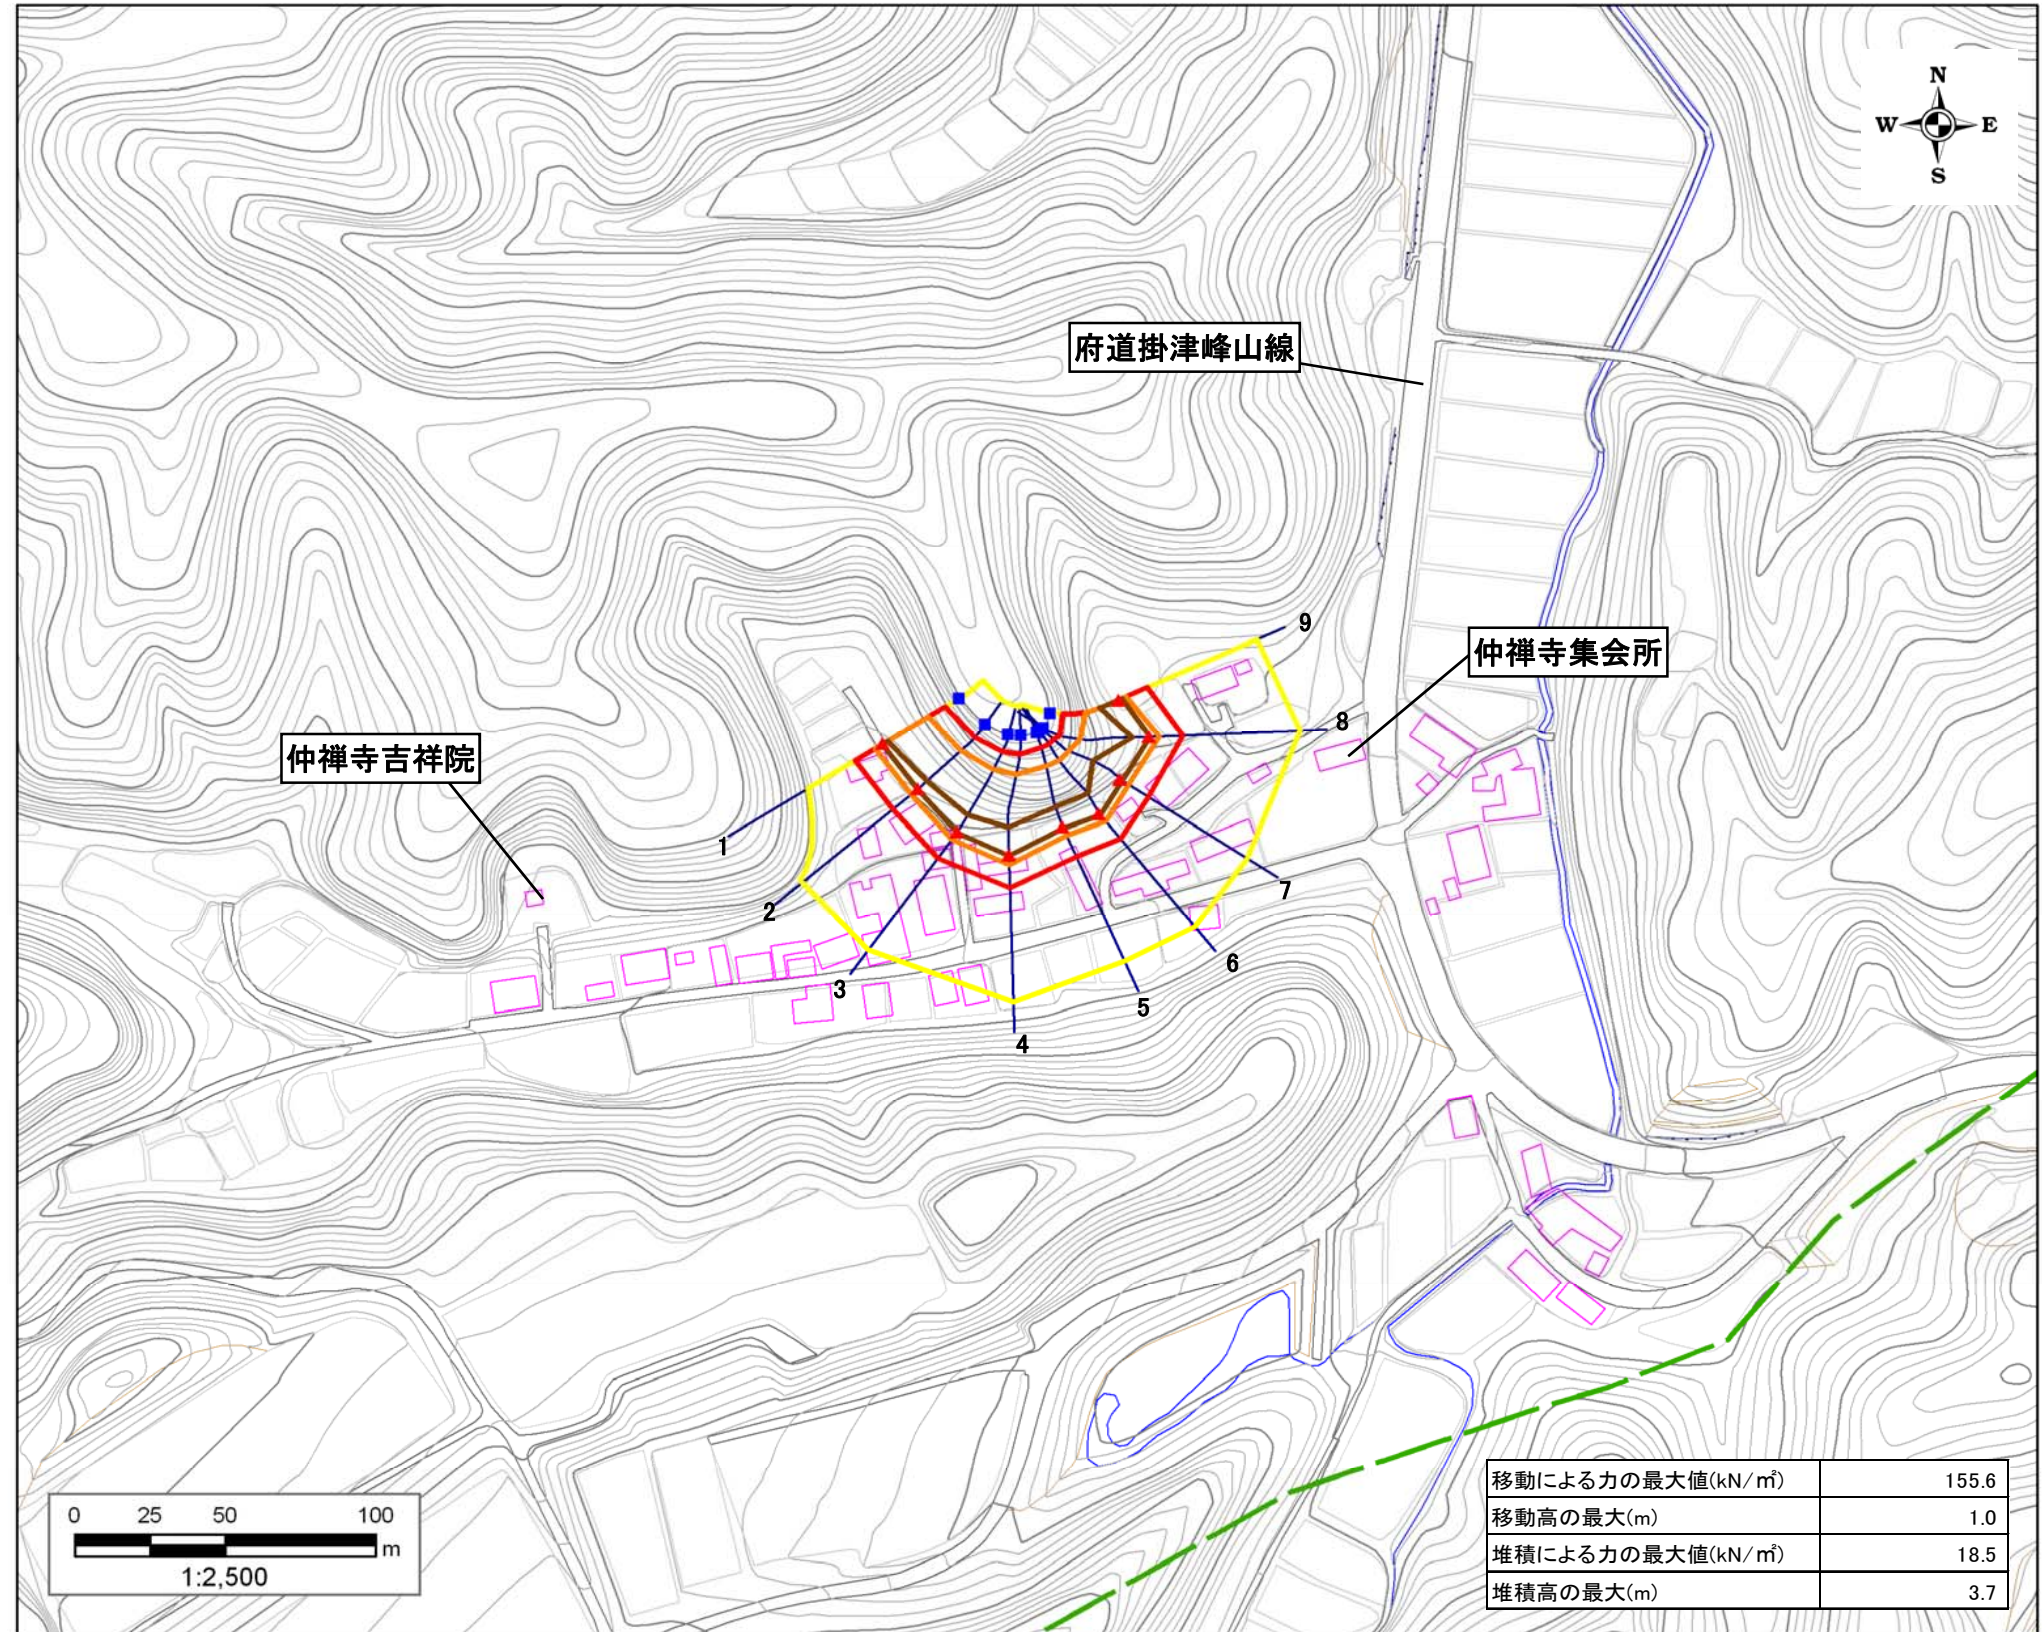 N
W E
S
府道掛津峰山線
9
仲禅寺集会所
8
仲禅寺吉祥院
1
2
7
6
3
5
4
移動による力の最大値(kN/㎡) 155.6
移動高の最大(m) 1.0
堆積による力の最大値(kN/㎡) 18.5
堆積高の最大(m) 3.7
0 25 50 100
m
1:2,500